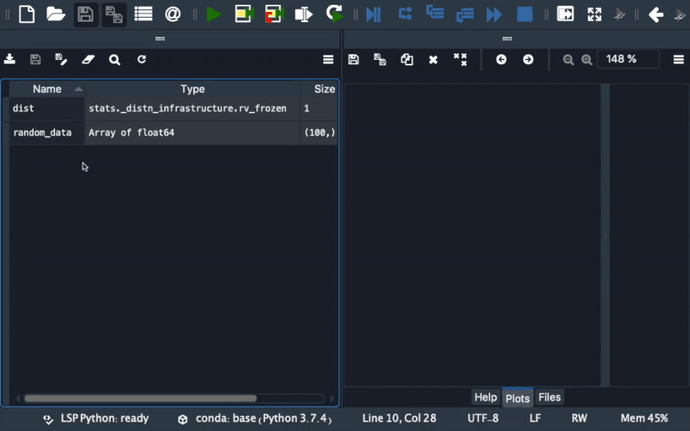 148 %
Name Type Size
dist stats._distn_infrastructure.rv_frozen 1
random_data Array of float64 (100,)
Help Plots Files
LSP Python: ready conda: base (Python 3.7.4) Line 10, Col 28 UTF-8 LF RW Mem 45%